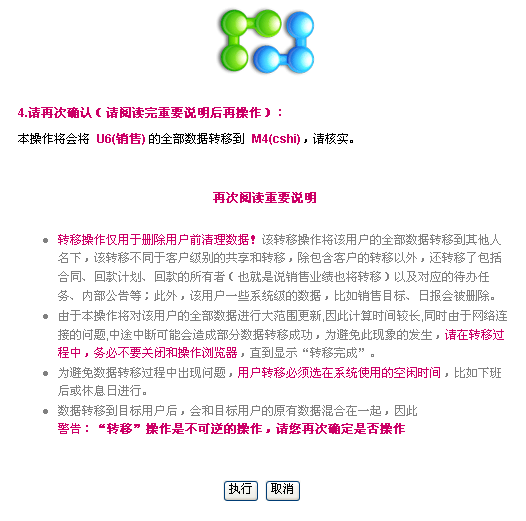 4.请再次确认（请阅读完重要说明后再操作）：
本操作将会将 U6(销售) 的全部数据转移到 M4(cshi)，请核实。
再次阅读重要说明
转移操作仅用于删除用户前清理数据！该转移操作将该用户的全部数据转移到其他人
名下，该转移不同于客户级别的共享和转移，除包含客户的转移以外，还转移了包括
合同、回款计划、回款的所有者（也就是说销售业绩也将转移）以及对应的待办任
务、内部公告等；此外，该用户一些系统级的数据，比如销售目标、日报会被删除。
由于本操作将对该用户的全部数据进行大范围更新,因此计算时间较长,同时由于网络连
接的问题,中途中断可能会造成部分数据转移成功，为避免此现象的发生，请在转移过
程中，务必不要关闭和操作浏览器，直到显示“转移完成”。
为避免数据转移过程中出现问题，用户转移必须选在系统使用的空闲时间，比如下班
后或休息日进行。
数据转移到目标用户后，会和目标用户的原有数据混合在一起，因此
警告：“转移”操作是不可逆的操作，请您再次确定是否操作
执行 取消